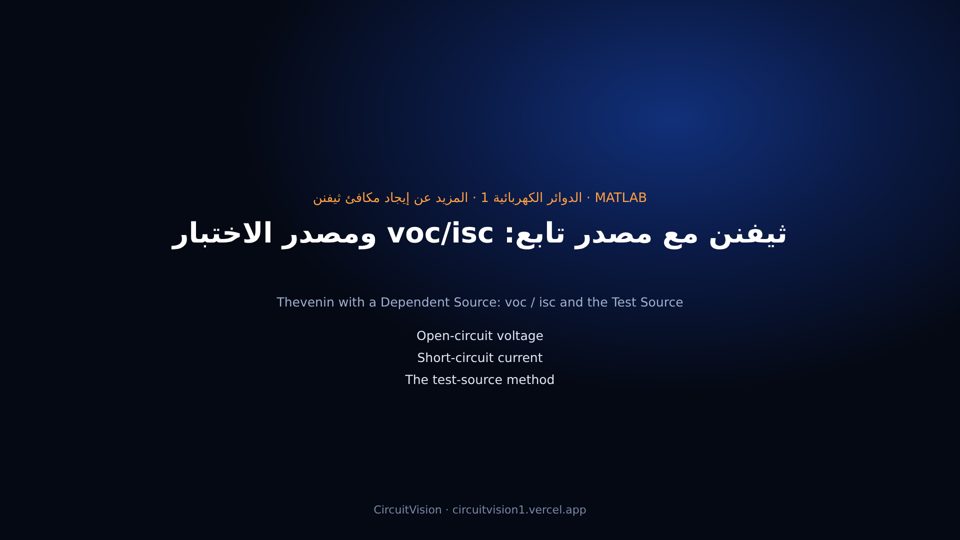 MATLAB · الدوائر الكهربائية 1 · المزيد عن إيجاد مكافئ ثيفنن
ثيفنن مع مصدر تابع: voc/isc ومصدر الاختبار
Thevenin with a Dependent Source: voc / isc and the Test Source
Open-circuit voltage
Short-circuit current
The test-source method
CircuitVision · circuitvision1.vercel.app